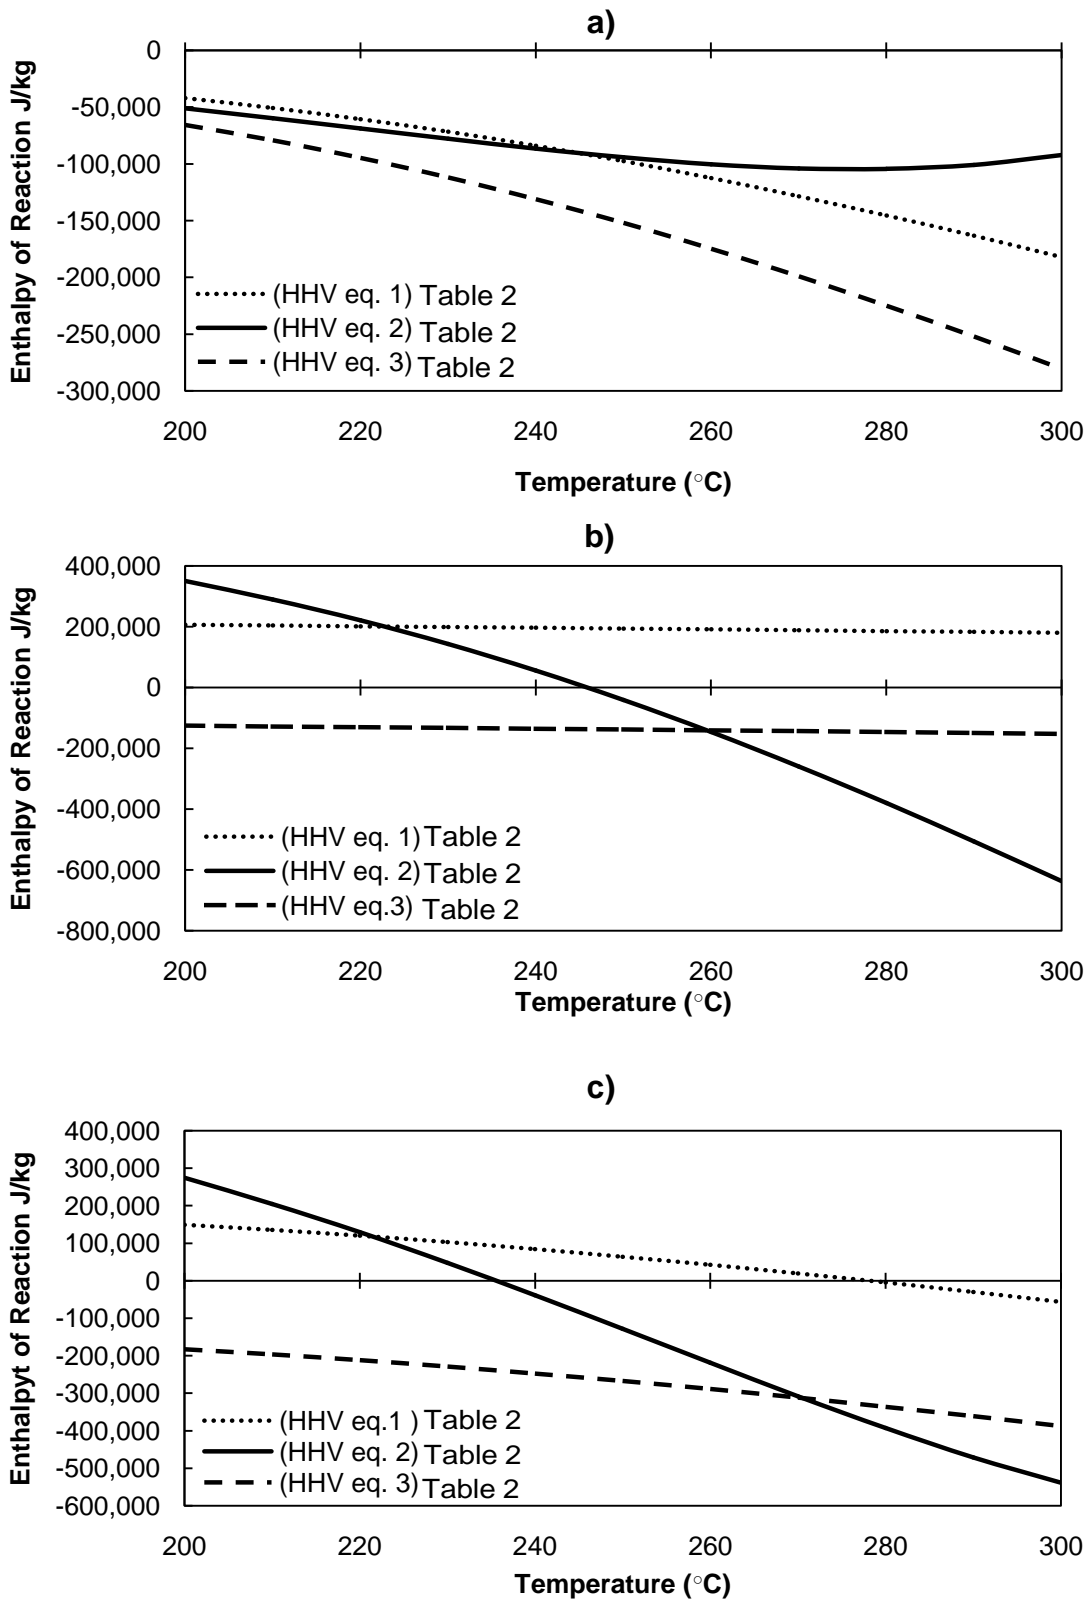 a)
Enthalpy of Reaction J/kg
0
-50,000
-100,000
-150,000
-200,000
-250,000
-300,000
(HHV eq. 1) Table 2
(HHV eq. 2) Table 2
(HHV eq. 3) Table 2
200 220 240 260 280 300
Temperature (°C)
b)
Enthalpy of Reaction J/kg
400,000
200,000
0
-200,000
-400,000
-600,000
-800,000
(HHV eq. 1) Table 2
(HHV eq. 2) Table 2
(HHV eq.3) Table 2
200 220 240 260 280 300
Temperature (°C)
c)
Enthalpyt of Reaction J/kg
400,000
300,000
200,000
100,000
0
-100,000
-200,000
-300,000
-400,000
-500,000
-600,000
(HHV eq.1 ) Table 2
(HHV eq. 2) Table 2
(HHV eq. 3) Table 2
200 220 240 260 280 300
Temperature (°C)